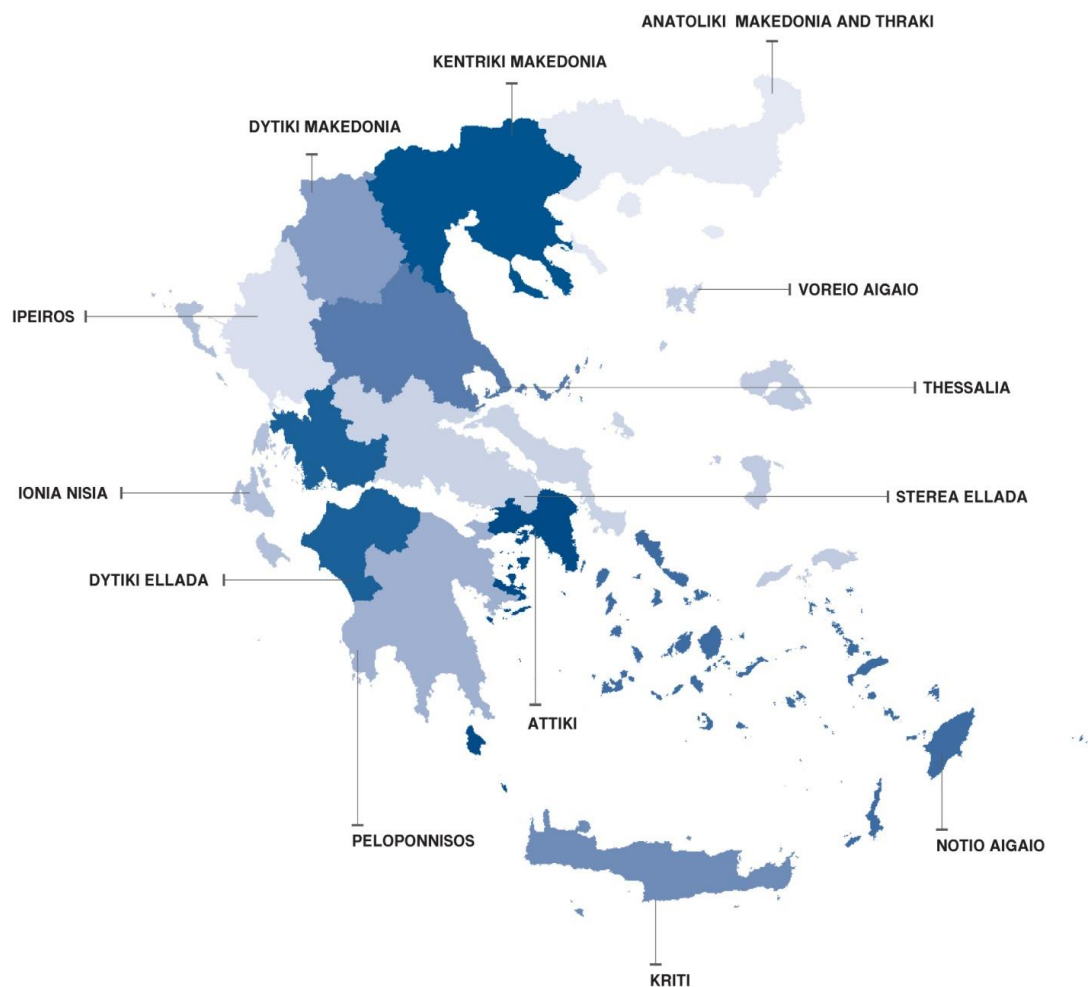 ANATOLIKI MAKEDONIA AND THRAKI
KENTRIKI MAKEDONIA
DYTIKI MAKEDONIA
VOREIO AIGAIO
IPEIROS
THESSALIA
IONIA NISIA
STEREA ELLADA
DYTIKI ELLADA
ATTIKI
PELOPONNISOS
NOTIO AIGAIO
KRITI